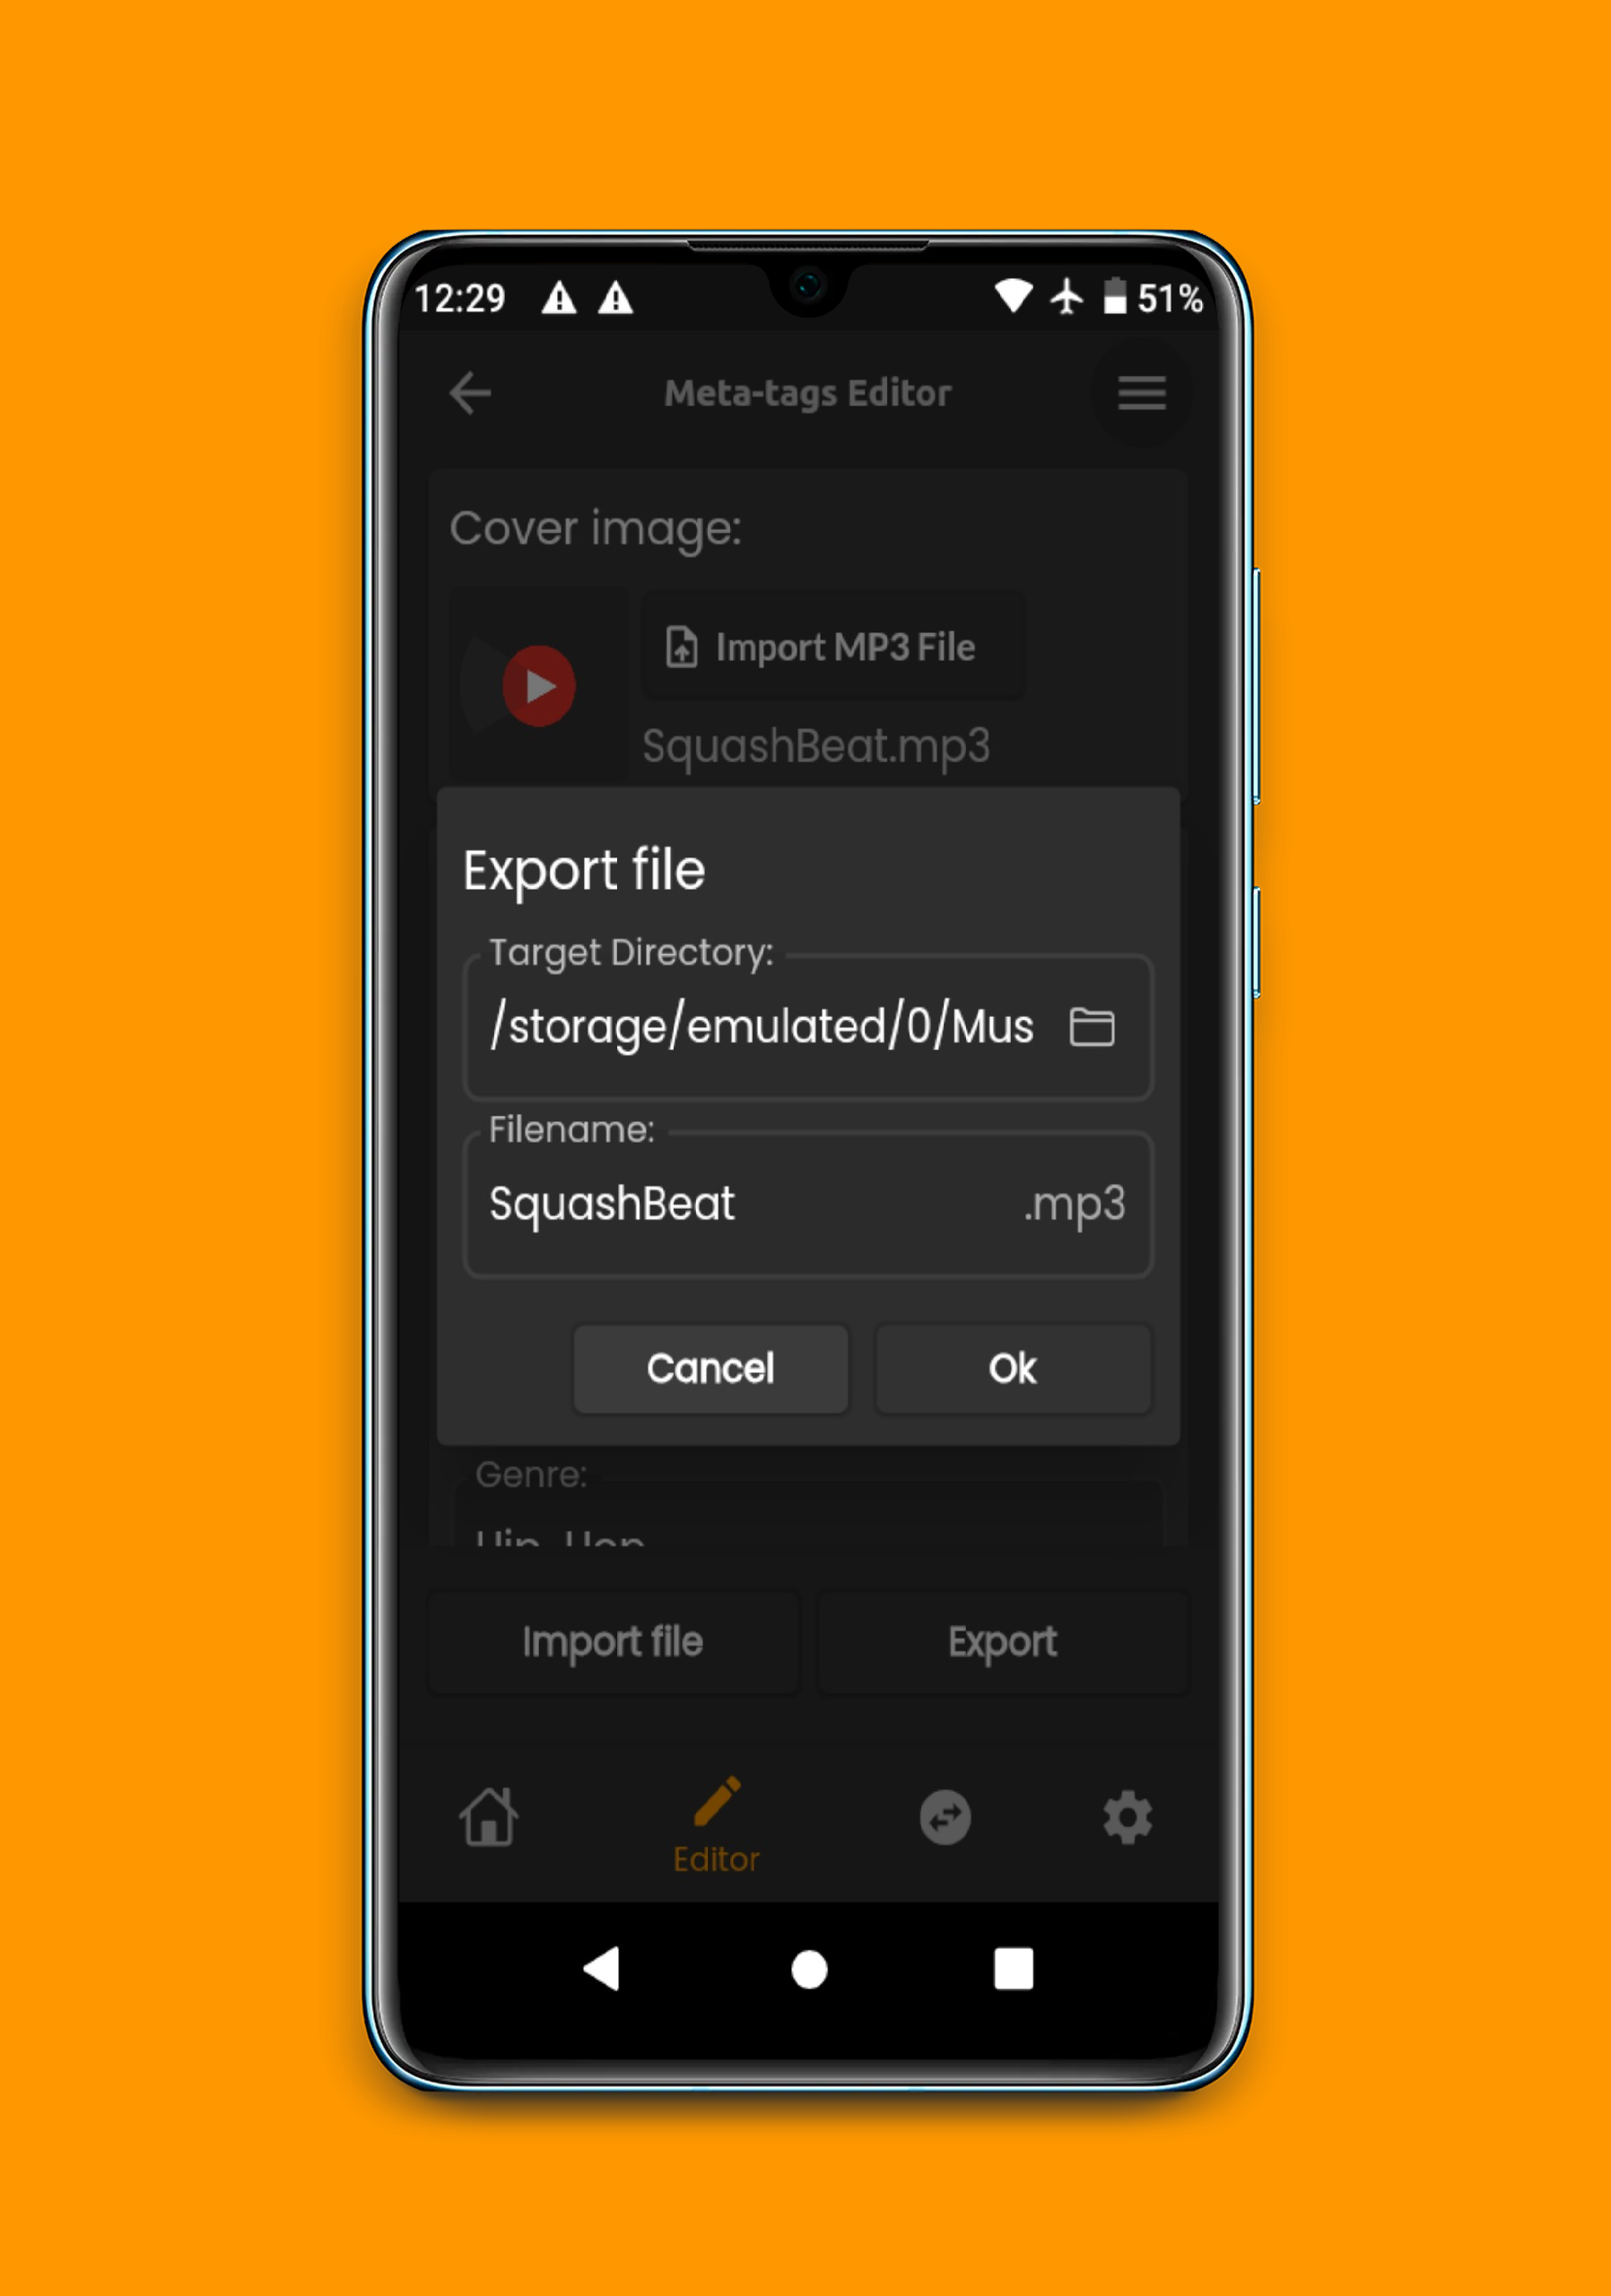 12:29 51%
Meta-tags Editor
Cover image:
Import MP3 File
SquashBeat.mp3
Export file
Target Directory:
/storage/emulated/0/Mus
Filename:
SquashBeat .mp3
Cancel Ok
Genre:
Import file Export
Editor